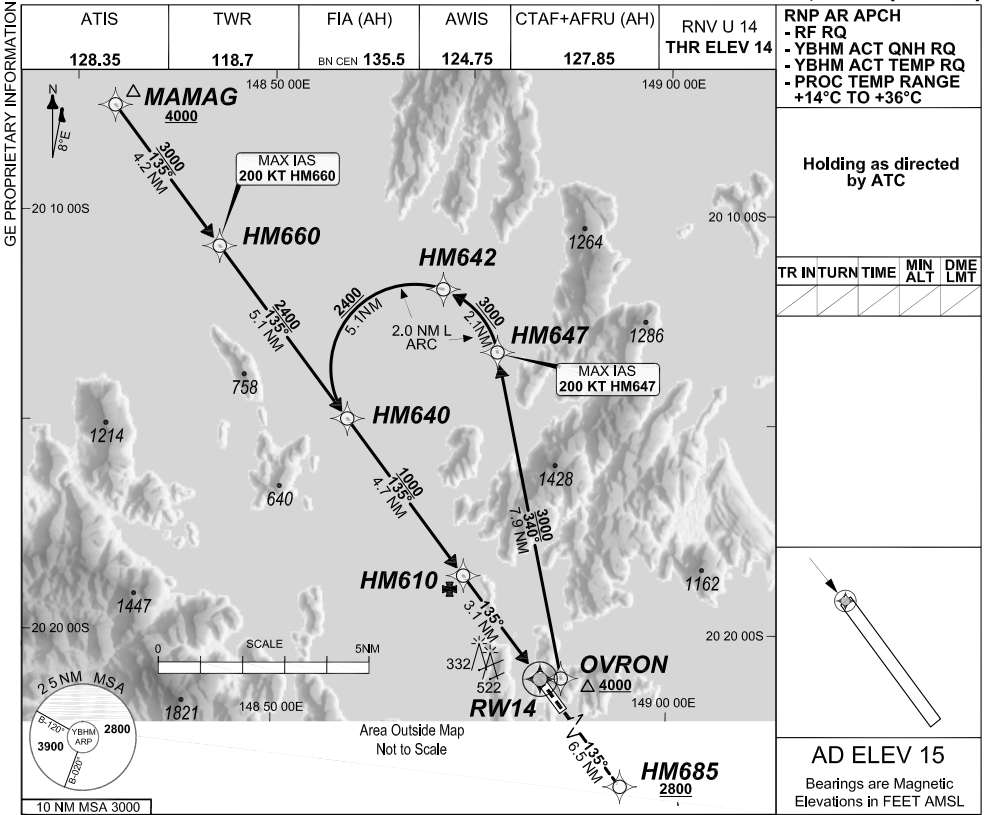 ATIS
128.35
TWR
118.7
FIA (AH)
BN CEN 135.5
AWIS
124.75
CTAF+AFRU (AH)
127.85
RNV U 14
THR ELEV 14
RNP AR APCH
- RF RQ
- YBHM ACT QNH RQ
- YBHM ACT TEMP RQ
- PROC TEMP RANGE
+14°C TO +36°C
GE PROPRIETARY INFORMATION
148 50 00E
149 00 00E
N
8°E
MAMAG
4000
3000
135°
4.2 NM
MAX IAS
200 KT HM660
Holding as directed
by ATC
20 10 00S
20 10 00S
HM660
1264
HM642
TR IN
TURN
TIME
MIN
ALT
DME
LMT
2400
135°
5.1 NM
2400
5.1NM
3000
2.1NM
2.0 NM L
ARC
HM647
1286
MAX IAS
200 KT HM647
758
HM640
1214
1428
640
1000
135°
4.7 NM
3000
340°
7.9 NM
HM610
1162
1447
135°
3.1 NM
20 20 00S
20 20 00S
SCALE
0
5NM
332
522
OVRON
4000
RW14
25NM MSA
B-120°
YBHM
ARP
2800
3900
B-020°
10 NM MSA 3000
1821
148 50 00E
149 00 00E
Area Outside Map
Not to Scale
1
V
135°
6.5 NM
HM685
2800
AD ELEV 15
Bearings are Magnetic
Elevations in FEET AMSL